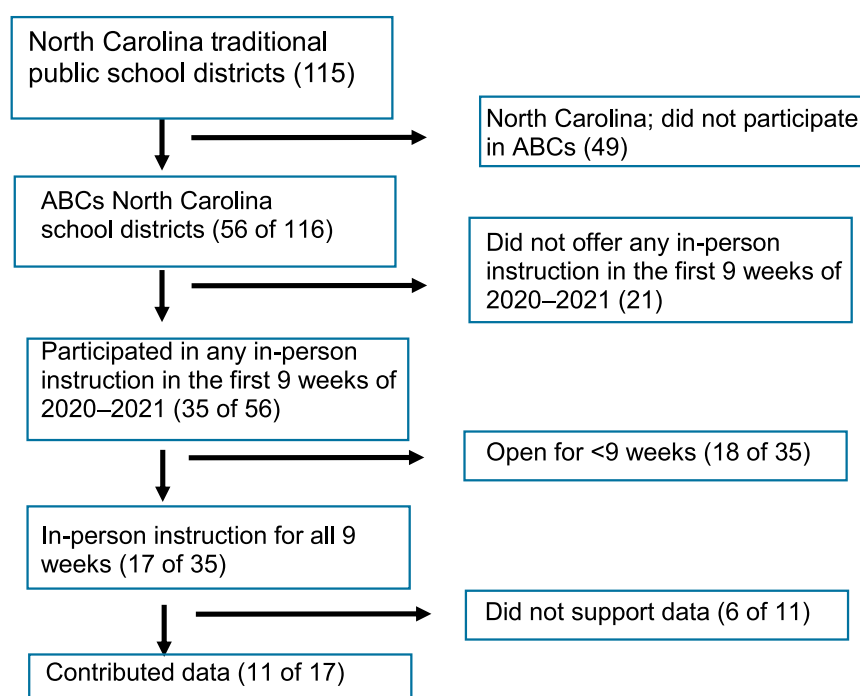 North Carolina traditional
public school districts (115)
North Carolina; did not participate
in ABCs (49)
ABCs North Carolina
school districts (56 of 116)
Did not offer any in-person
instruction in the first 9 weeks of
2020–2021 (21)
Participated in any in-person
instruction in the first 9 weeks of
2020–2021 (35 of 56)
Open for <9 weeks (18 of 35)
In-person instruction for all 9
weeks (17 of 35)
Did not support data (6 of 11)
Contributed data (11 of 17)